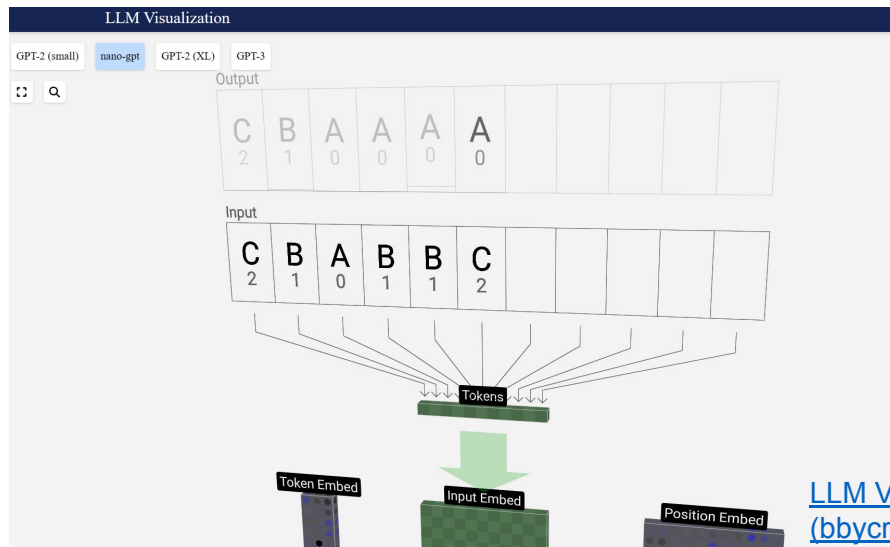 LLM Visualization
GPT-2 (small) nano-gpt GPT-2 (XL) GPT-3
Output
C B A A A A
2 1 0 0 0 0
Input
C B A B B C
2 1 0 1 1 2
Tokens
Token Embed
Input Embed
Position Embed
LLM V
(bbycr